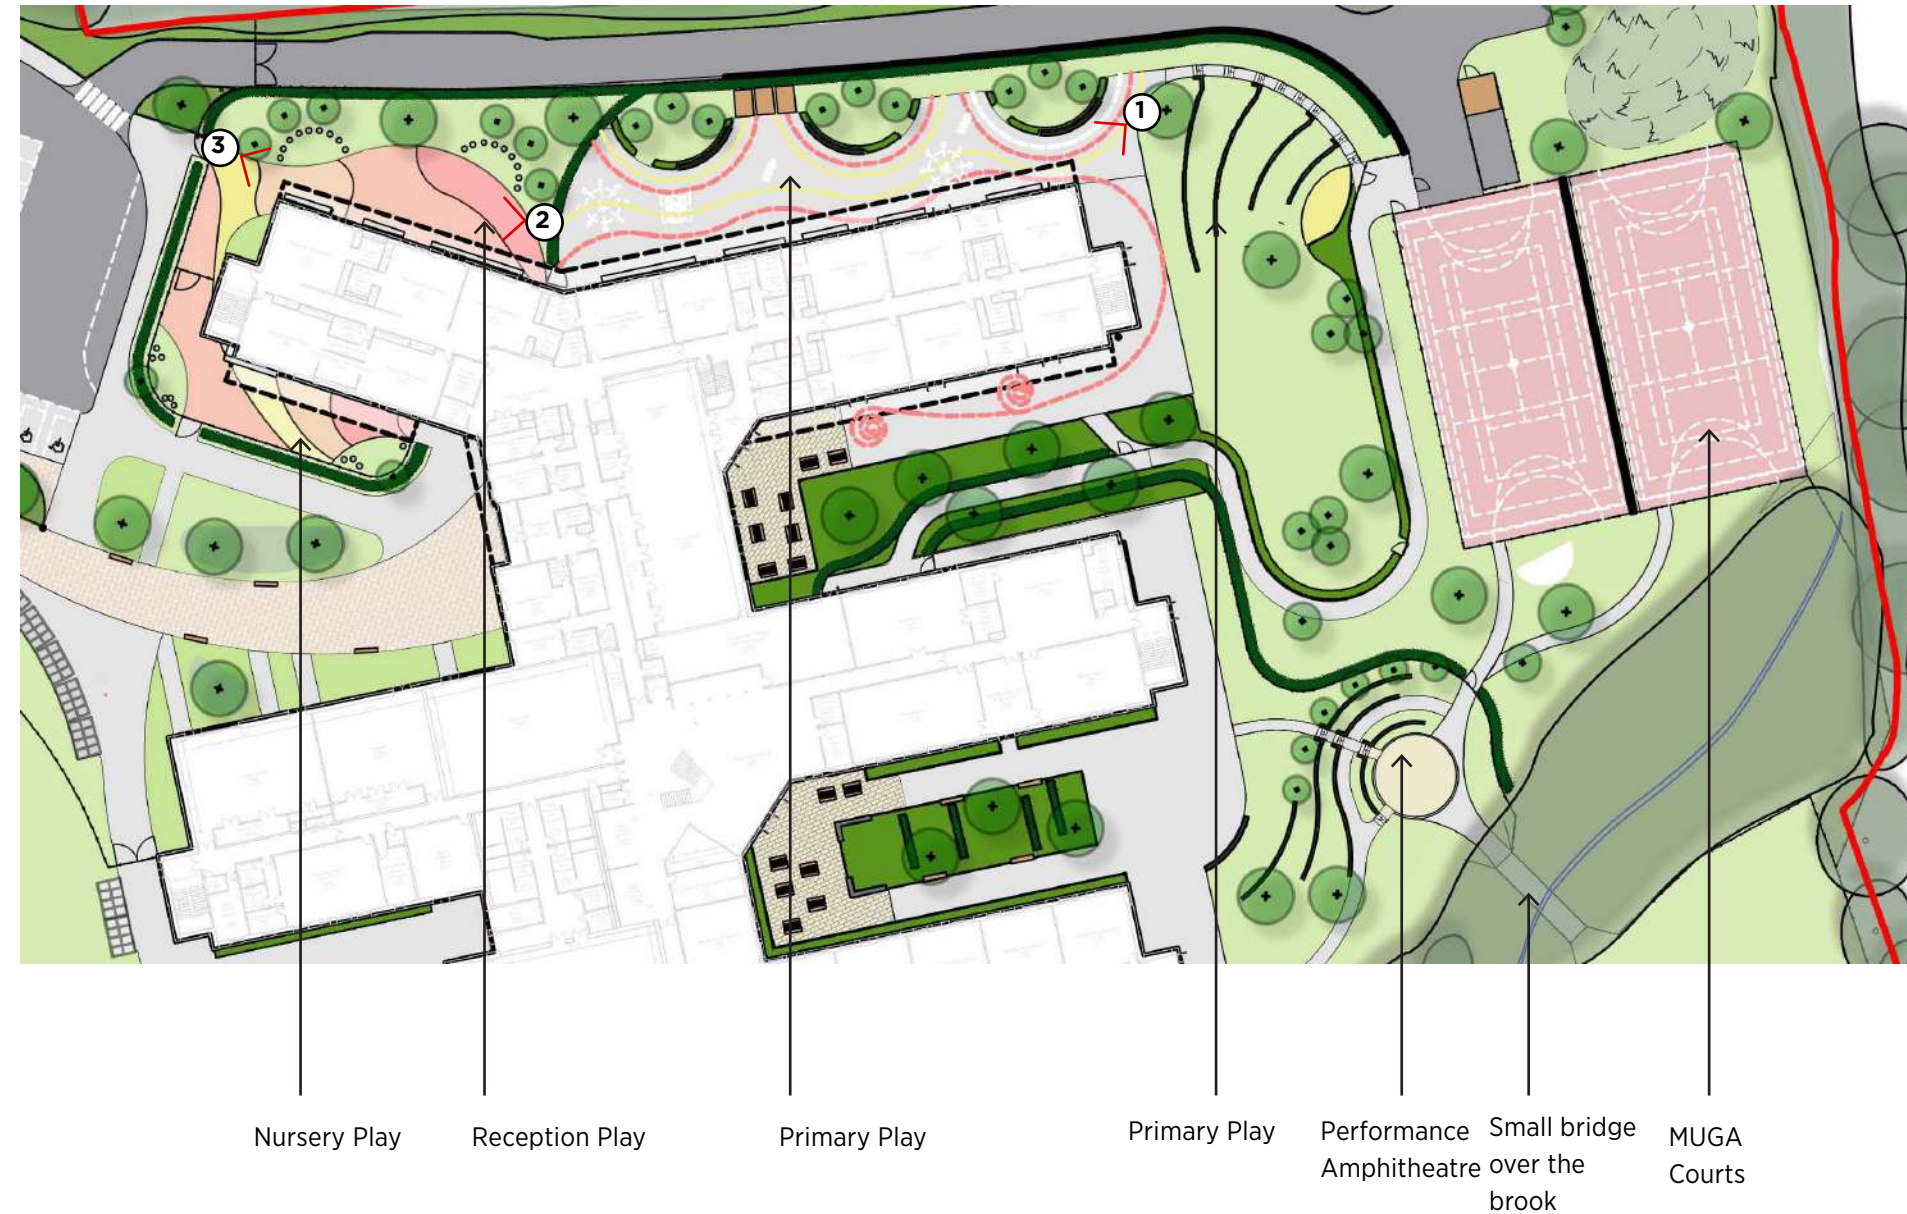 1
3
2
Nursery Play
Reception Play
Primary Play
Primary Play
Performance
Amphitheatre
Small bridge
over the
brook
MUGA
Courts